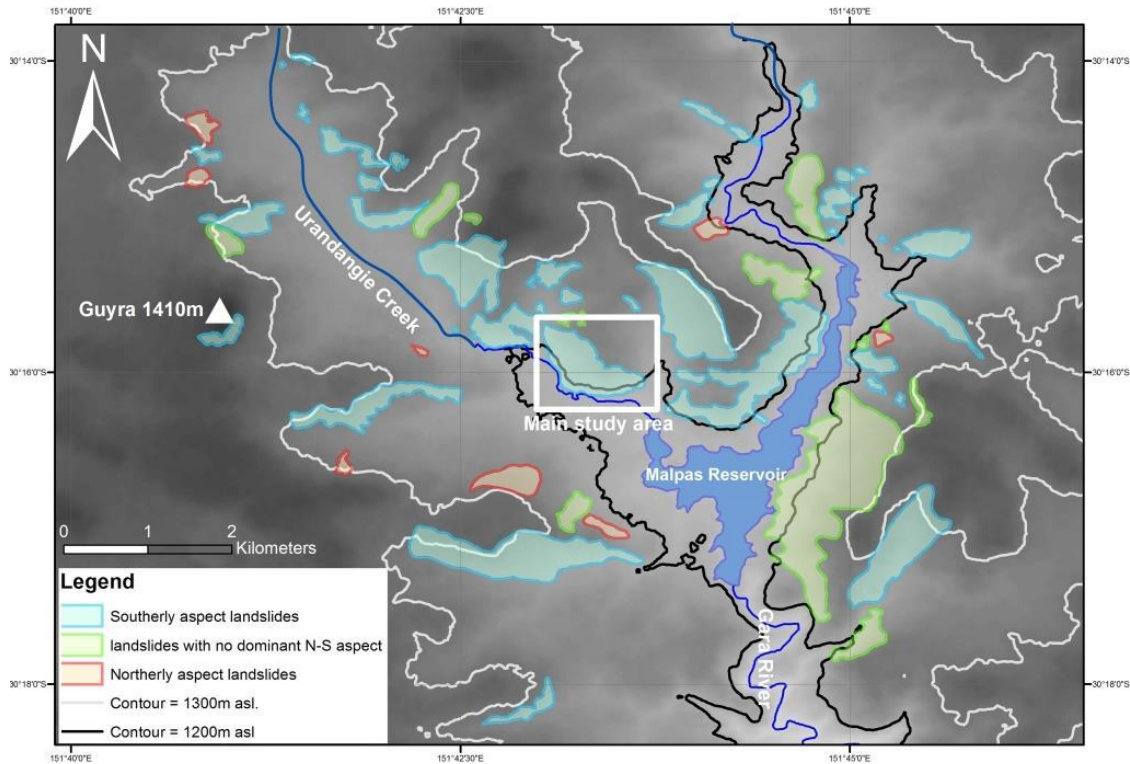 151°40'0"E
151°42'30"E
151°45'0"E
30°14'0"S
30°14'0"S
N
Urandangie Creek
Guyra 1410m
30°16'0"S
30°16'0"S
Main study area
Malpas Reservoir
0 1 2
Kilometers
Legend
Southerly aspect landslides
landslides with no dominant N-S aspect
Northerly aspect landslides
Contour = 1300m asl.
Contour = 1200m asl
Gara River
30°18'0"S
30°18'0"S
151°40'0"E
151°42'30"E
151°45'0"E